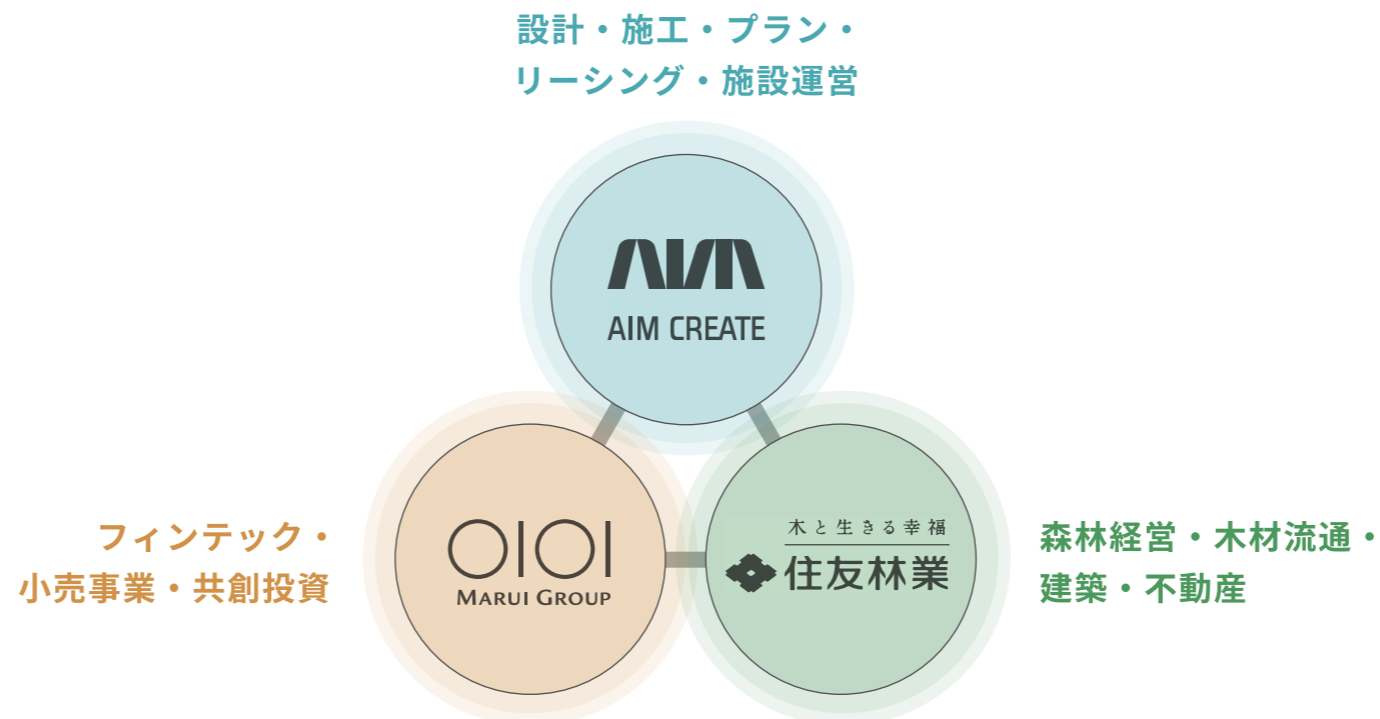 設計・施工・プラン・
リーシング・施設運営
AIM
AIM CREATE
フィンテック・
小売事業・共創投資
OIOI
MARUI GROUP
木と生きる幸福
住友林業
森林経営・木材流通・
建築・不動産